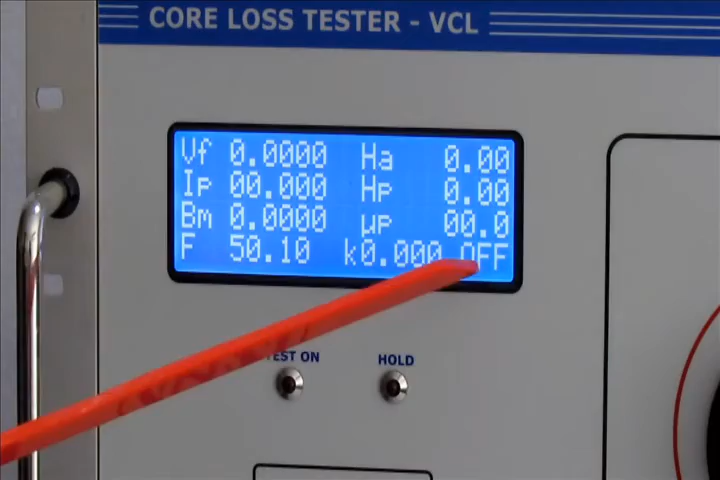 CORE LOSS TESTER - VCL
Vf 0.0000 Ha 0.00
Ip 00.000 Hp 0.00
Bm 0.0000 µp 00.0
F 50.10 k0.000 OFF
TEST ON HOLD